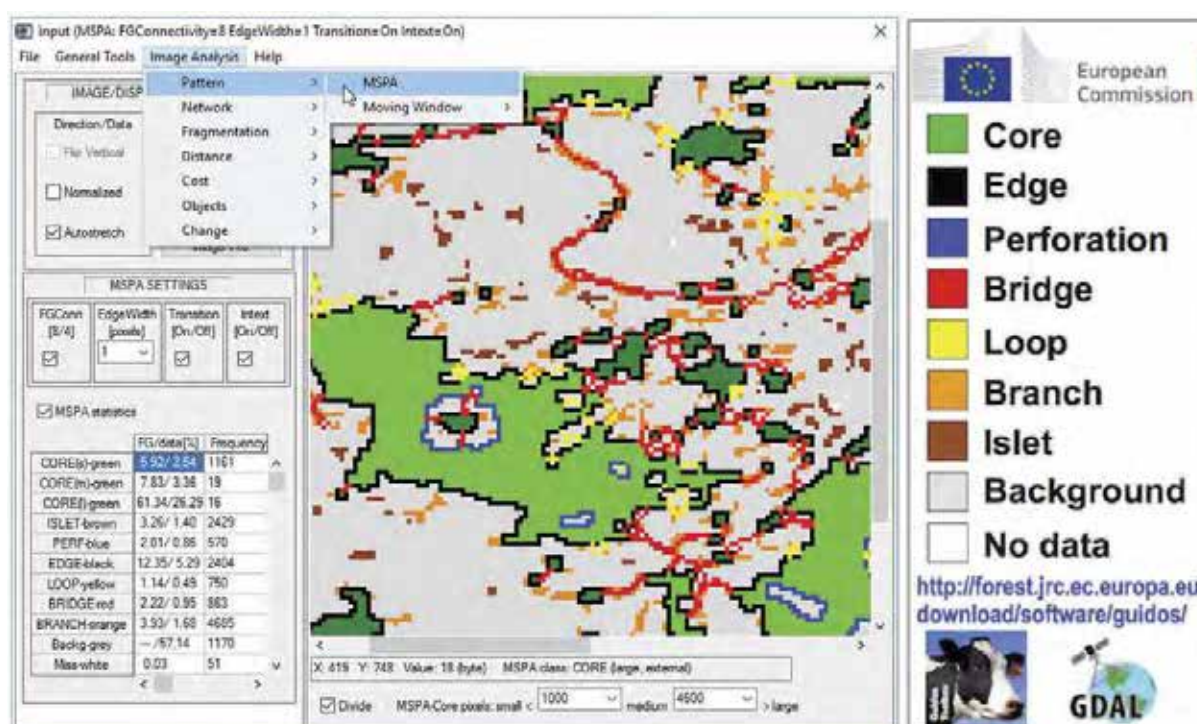 Input (MSPA: FGConnectivity=8 EdgeWidth=1 Transition=On Intext=On)
File General Tools Image Analysis Help
IMAGE/DISP
Direction/Data
Flip Vertical
Normalized
Autostretch
Pattern
Network
Fragmentation
Distance
Cost
Objects
Change
MSPA
Moving Window
MSPA SETTINGS
FGConn EdgeWidth Transition Intext
[8/4] [pixels] [On/Off] [On/Off]
1
MSPA statistics
FG/data[%] Frequency
CORE(s)-green 5.92/ 2.54 1161
CORE(m)-green 7.83/ 3.36 19
CORE(l)-green 61.34/26.29 16
ISLET-brown 3.26/ 1.40 2429
PERF-blue 2.01/ 0.86 570
EDGE-black 12.35/ 5.29 2404
LOOP-yellow 1.14/ 0.49 750
BRIDGE-red 2.22/ 0.95 863
BRANCH-orange 3.93/ 1.68 4685
Backg-grey --/57.14 1170
Miss-white 0.03 51
X: 419 Y: 748 Value: 18 (byte) MSPA class: CORE (large, external)
Divide MSPA-Core pixels: small < 1000 medium 4600 > large
European
Commission
Core
Edge
Perforation
Bridge
Loop
Branch
Islet
Background
No data
http://forest.jrc.ec.europa.eu
download/software/guidos/
GDAL